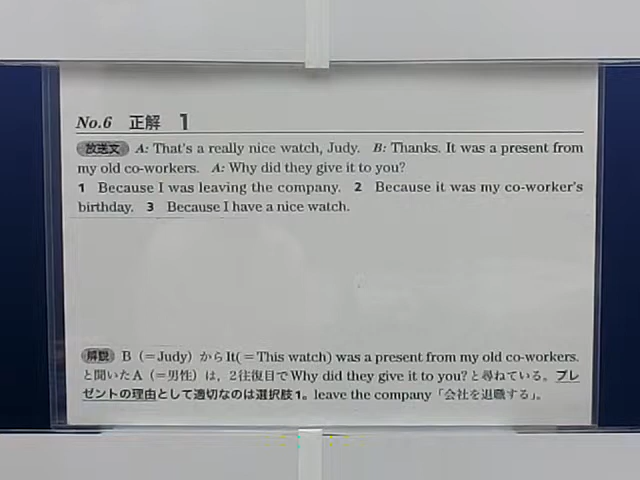 No.6 正解 1
放送文 A: That's a really nice watch, Judy. B: Thanks. It was a present from
my old co-workers. A: Why did they give it to you?
1 Because I was leaving the company. 2 Because it was my co-worker's
birthday. 3 Because I have a nice watch.
解説 B（＝Judy）からIt(＝This watch) was a present from my old co-workers.
と聞いたA（＝男性）は，2往復目でWhy did they give it to you?と尋ねている。プレ
ゼントの理由として適切なのは選択肢1。leave the company「会社を退職する」。